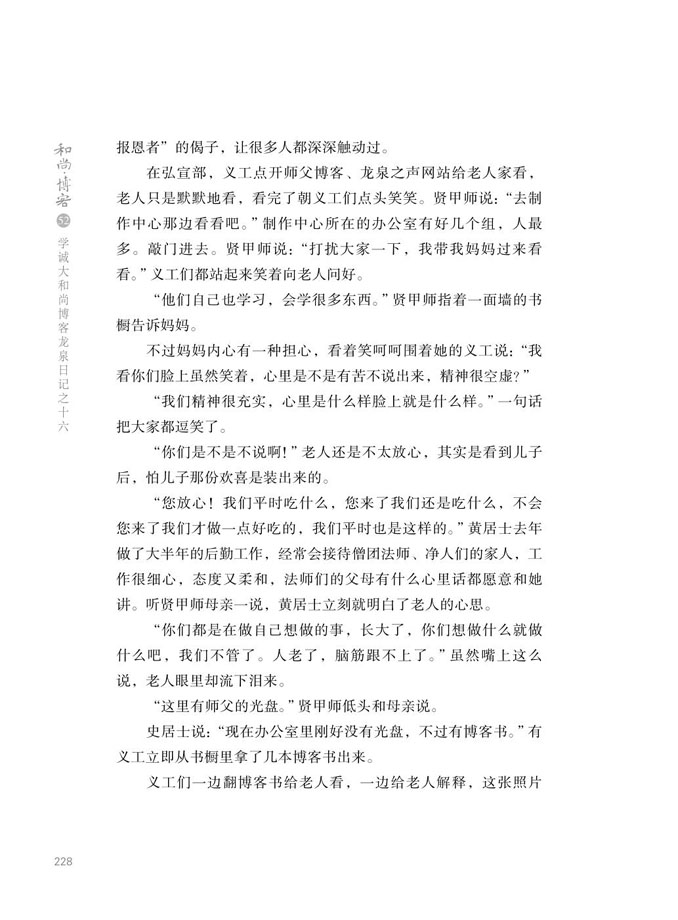 和尚·博客 52 学诚大和尚博客龙泉日记之十六
报恩者”的偈子，让很多人都深深触动过。
在弘宣部，义工点开师父博客、龙泉之声网站给老人家看，
老人只是默默地看，看完了朝义工们点头笑笑。贤甲师说：“去制
作中心那边看看吧。”制作中心所在的办公室有好几个组，人最
多。敲门进去。贤甲师说：“打扰大家一下，我带我妈妈过来看
看。”义工们都站起来笑着向老人问好。
“他们自己也学习，会学很多东西。”贤甲师指着一面墙的书
橱告诉妈妈。
不过妈妈内心有一种担心，看着笑呵呵围着她的义工说：“我
看你们脸上虽然笑着，心里是不是有苦不说出来，精神很空虚？”
“我们精神很充实，心里是什么样脸上就是什么样。”一句话
把大家都逗笑了。
“你们是不是不说啊！”老人还是不太放心，其实是看到儿子
后，怕儿子那份欢喜是装出来的。
“您放心！我们平时吃什么，您来了我们还是吃什么，不会
您来了我们才做一点好吃的，我们平时也是这样的。”黄居士去年
做了大半年的后勤工作，经常会接待僧团法师、净人们的家人，工
作很细心，态度又柔和，法师们的父母有什么心里话都愿意和她
讲。听贤甲师母亲一说，黄居士立刻就明白了老人的心思。
“你们都是在做自己想做的事，长大了，你们想做什么就做
什么吧，我们不管了。人老了，脑筋跟不上了。”虽然嘴上这么
说，老人眼里却流下泪来。
“这里有师父的光盘。”贤甲师低头和母亲说。
史居士说：“现在办公室里刚好没有光盘，不过有博客书。”有
义工立即从书橱里拿了几本博客书出来。
义工们一边翻博客书给老人看，一边给老人解释，这张照片
228